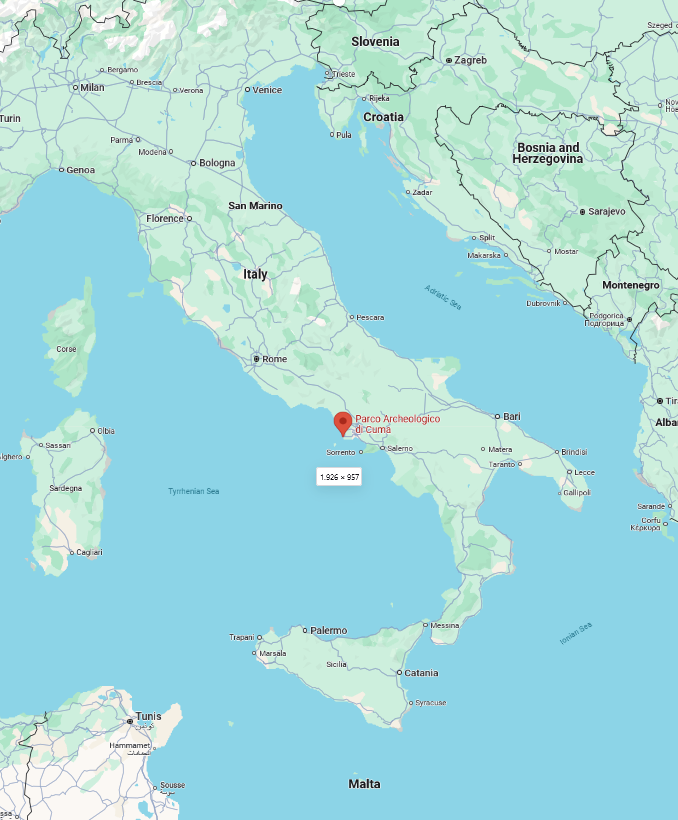 Slovenia
Szeged
Zagreb
Bergamo
Trieste
Milan
Brescia
Verona
Venice
Rijeka
Turin
Croatia
Pula
Parma
Modena
Bologna
Bosnia and
Herzegovina
Genoa
Zadar
San Marino
Florence
Sarajevo
Split
Mostar
Makarska
Italy
Montenegro
Adriatic Sea
Dubrovnik
Pescara
Podgorica
Подгорица
Corse
Rome
Parco Archeologico
di Cuma
Bari
Olbia
Sassari
Sorrento
Salerno
Matera
Brindisi
Taranto
Lecce
Sardegna
Tyrrhenian Sea
1.926 × 957
Gallipoli
Sarande
Corfu
Κέρκυρα
Cagliari
Messina
Ionian Sea
Trapani
Palermo
Marsala
Sicilia
Catania
Syracuse
Tunis
تونس
Hammamet
الحمامات
Sousse
سوسة
Malta